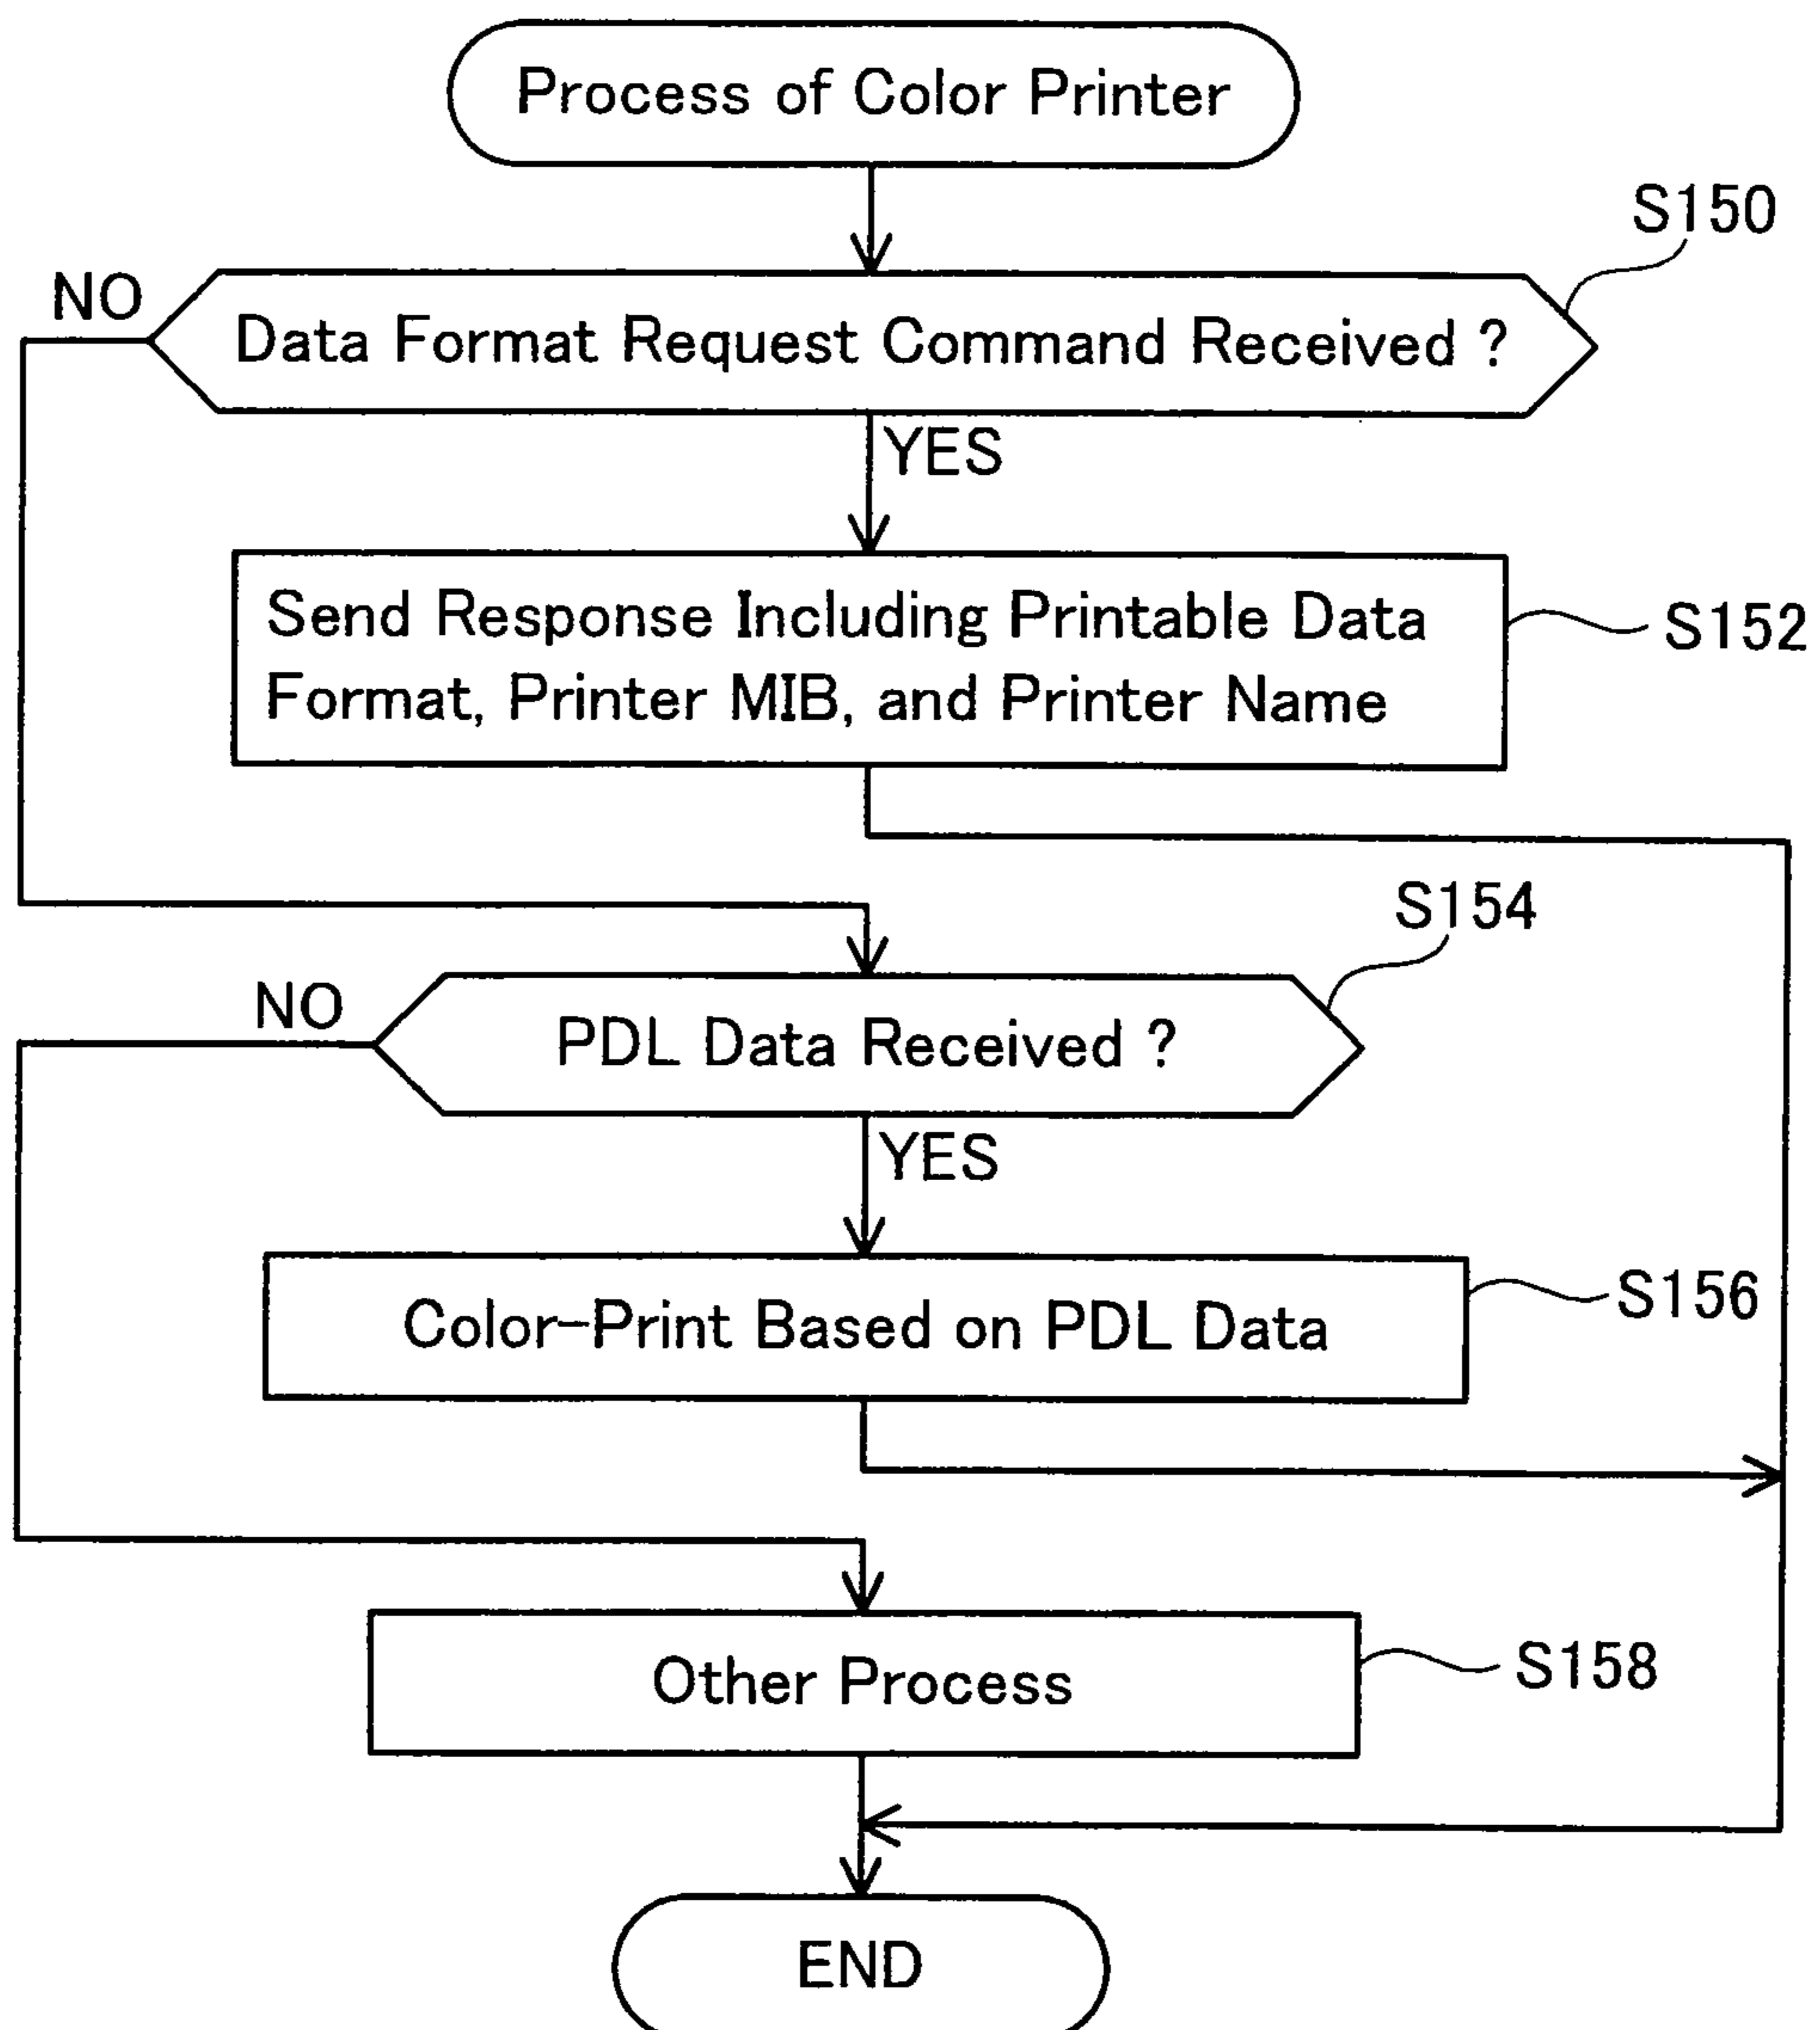 Process of Color Printer
S150
NO
Data Format Request Command Received ?
YES
Send Response Including Printable Data
Format, Printer MIB, and Printer Name
S152
S154
NO
PDL Data Received ?
YES
Color-Print Based on PDL Data
S156
Other Process
S158
END